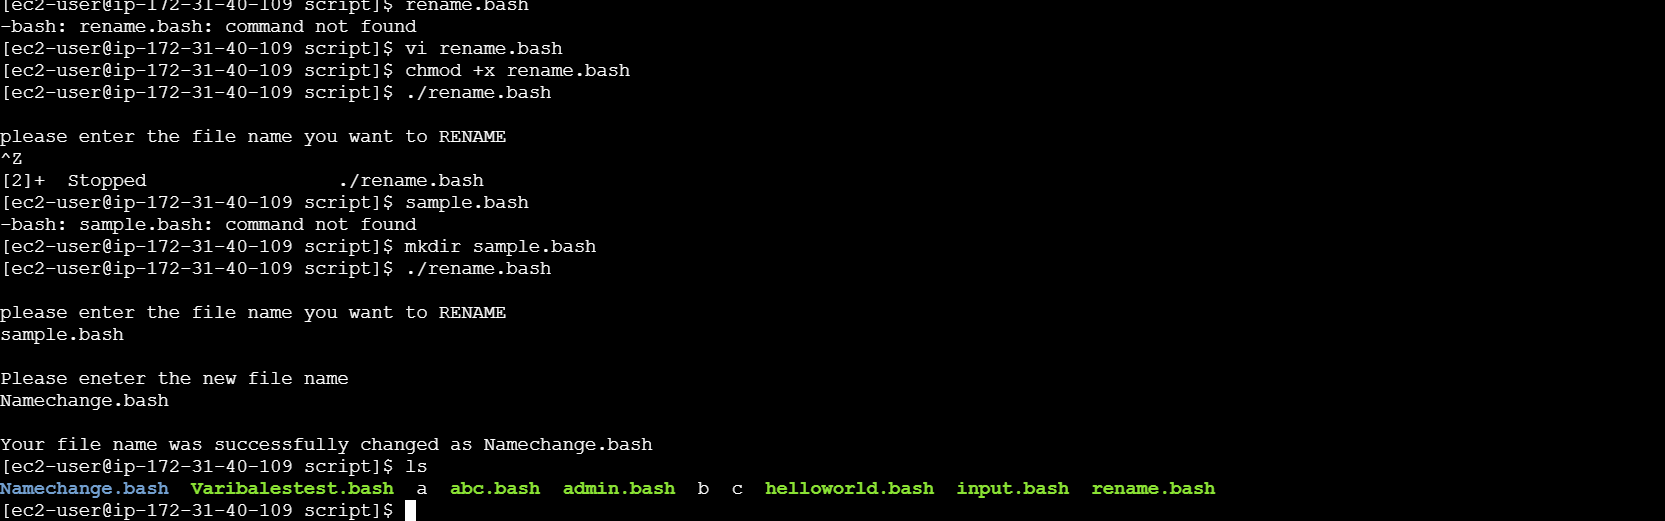 [ec2-user@ip-172-31-40-109 script]$ rename.bash
-bash: rename.bash: command not found
[ec2-user@ip-172-31-40-109 script]$ vi rename.bash
[ec2-user@ip-172-31-40-109 script]$ chmod +x rename.bash
[ec2-user@ip-172-31-40-109 script]$ ./rename.bash
please enter the file name you want to RENAME
^Z
[2]+  Stopped                 ./rename.bash
[ec2-user@ip-172-31-40-109 script]$ sample.bash
-bash: sample.bash: command not found
[ec2-user@ip-172-31-40-109 script]$ mkdir sample.bash
[ec2-user@ip-172-31-40-109 script]$ ./rename.bash
please enter the file name you want to RENAME
sample.bash
Please eneter the new file name
Namechange.bash
Your file name was successfully changed as Namechange.bash
[ec2-user@ip-172-31-40-109 script]$ ls
Namechange.bash  Varibalestest.bash  a  abc.bash  admin.bash  b  c  helloworld.bash  input.bash  rename.bash
[ec2-user@ip-172-31-40-109 script]$